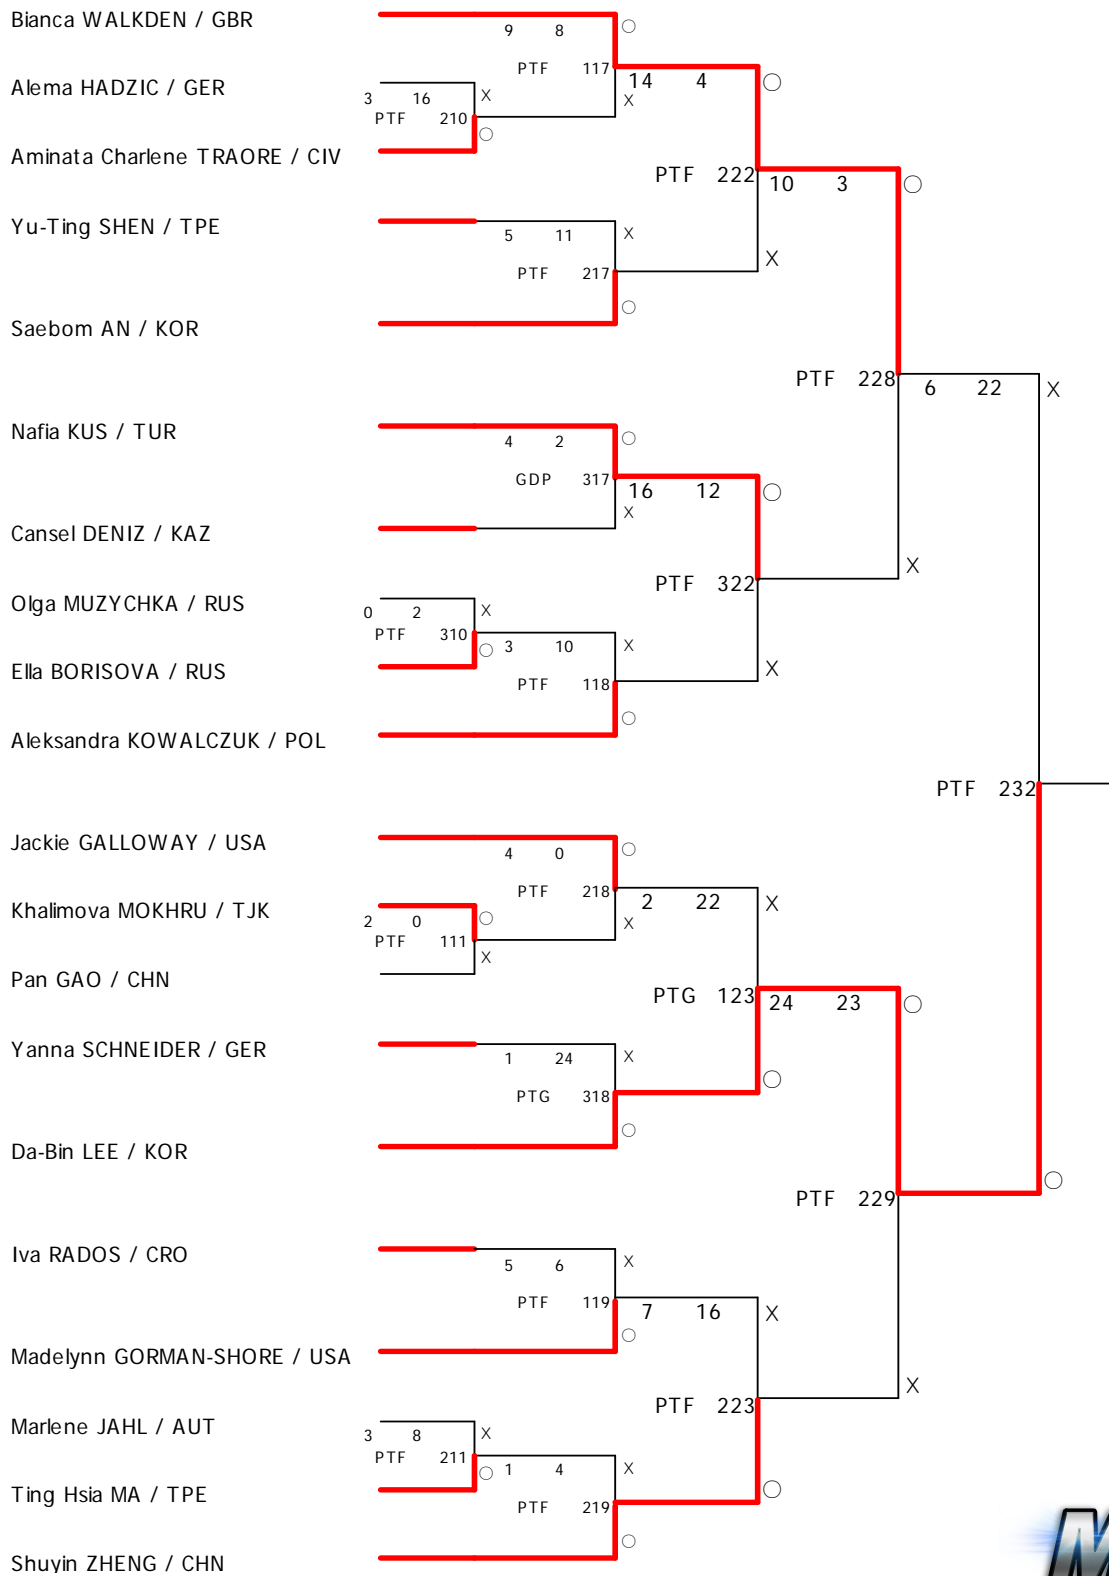 Bianca WALKDEN / GBR
9 8
PTF 117
14 4
Alema HADZIC / GER
3 16 X
PTF 210
X
Aminata Charlene TRAORE / CIV
PTF 222
10 3
Yu-Ting SHEN / TPE
5 11 X
PTF 217
X
Saebom AN / KOR
PTF 228
6 22 X
Nafia KUS / TUR
4 2
GDP 317
16 12
X
Cansel DENIZ / KAZ
X
PTF 322
Olga MUZYCHKA / RUS
0 2 X
PTF 310
3 10 X
Ella BORISOVA / RUS
PTF 118
X
Aleksandra KOWALCZUK / POL
PTF 232
Jackie GALLOWAY / USA
4 0
PTF 218
2 22 X
Khalimova MOKHRU / TJK
2 0
PTF 111
X
X
Pan GAO / CHN
PTG 123
24 23
Yanna SCHNEIDER / GER
1 24 X
PTG 318
Da-Bin LEE / KOR
PTF 229
Iva RADOS / CRO
5 6 X
PTF 119
7 16 X
Madelynn GORMAN-SHORE / USA
X
PTF 223
Marlene JAHL / AUT
3 8 X
PTF 211
1 4 X
Ting Hsia MA / TPE
PTF 219
Shuyin ZHENG / CHN